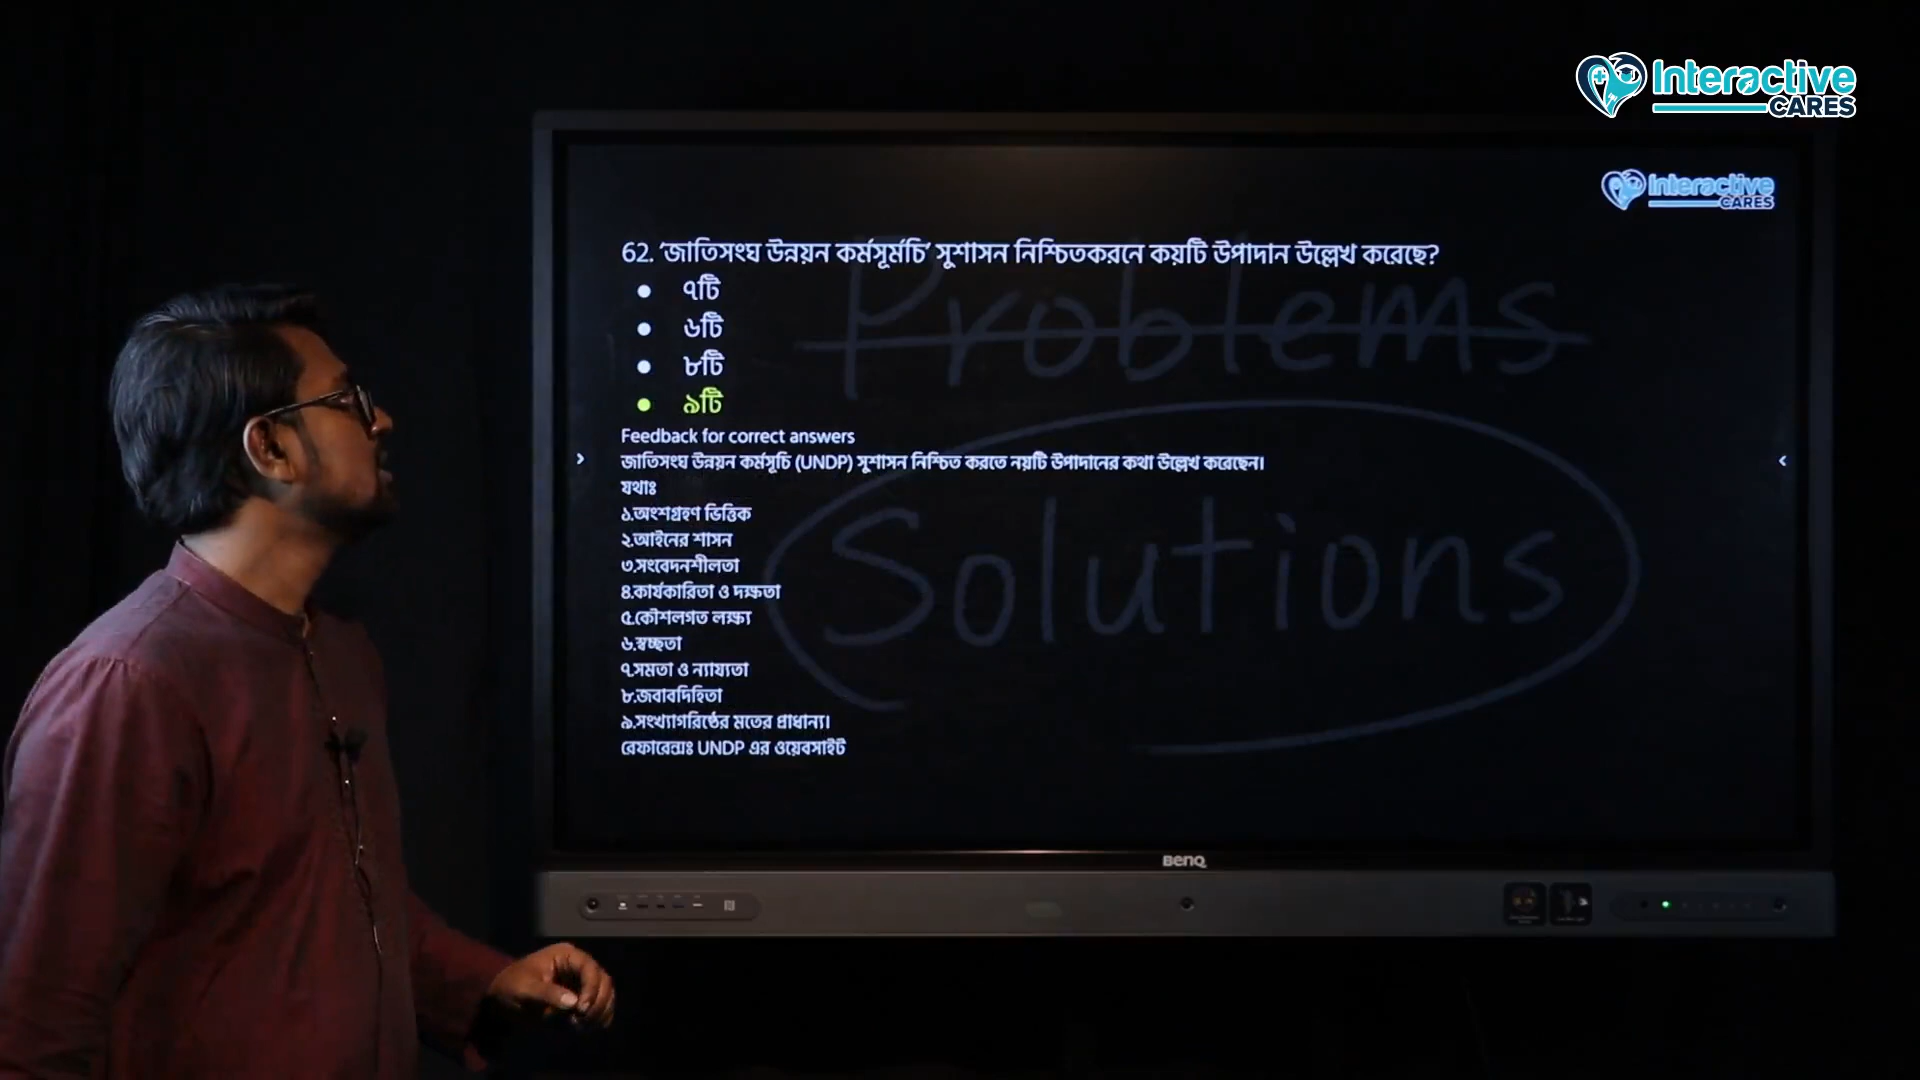 Interactive
CARES
Interactive
CARES
62. ‘জাতিসংঘ উন্নয়ন কর্মসূর্মচি’ সুশাসন নিশ্চিতকরনে কয়টি উপাদান উল্লেখ করেছে?
● ৭টি
● ৬টি
● ৮টি
● ৯টি
Problems
Feedback for correct answers
জাতিসংঘ উন্নয়ন কর্মসূচি (UNDP) সুশাসন নিশ্চিত করতে নয়টি উপাদানের কথা উল্লেখ করেছেন।
যথাঃ
১.অংশগ্রহণ ভিত্তিক
২.আইনের শাসন
৩.সংবেদনশীলতা
৪.কার্যকারিতা ও দক্ষতা
৫.কৌশলগত লক্ষ্য
৬.স্বচ্ছতা
৭.সমতা ও ন্যায্যতা
৮.জবাবদিহিতা
৯.সংখ্যাগরিষ্ঠের মতের প্রাধান্য।
রেফারেন্সঃ UNDP এর ওয়েবসাইট
Solutions
BenQ